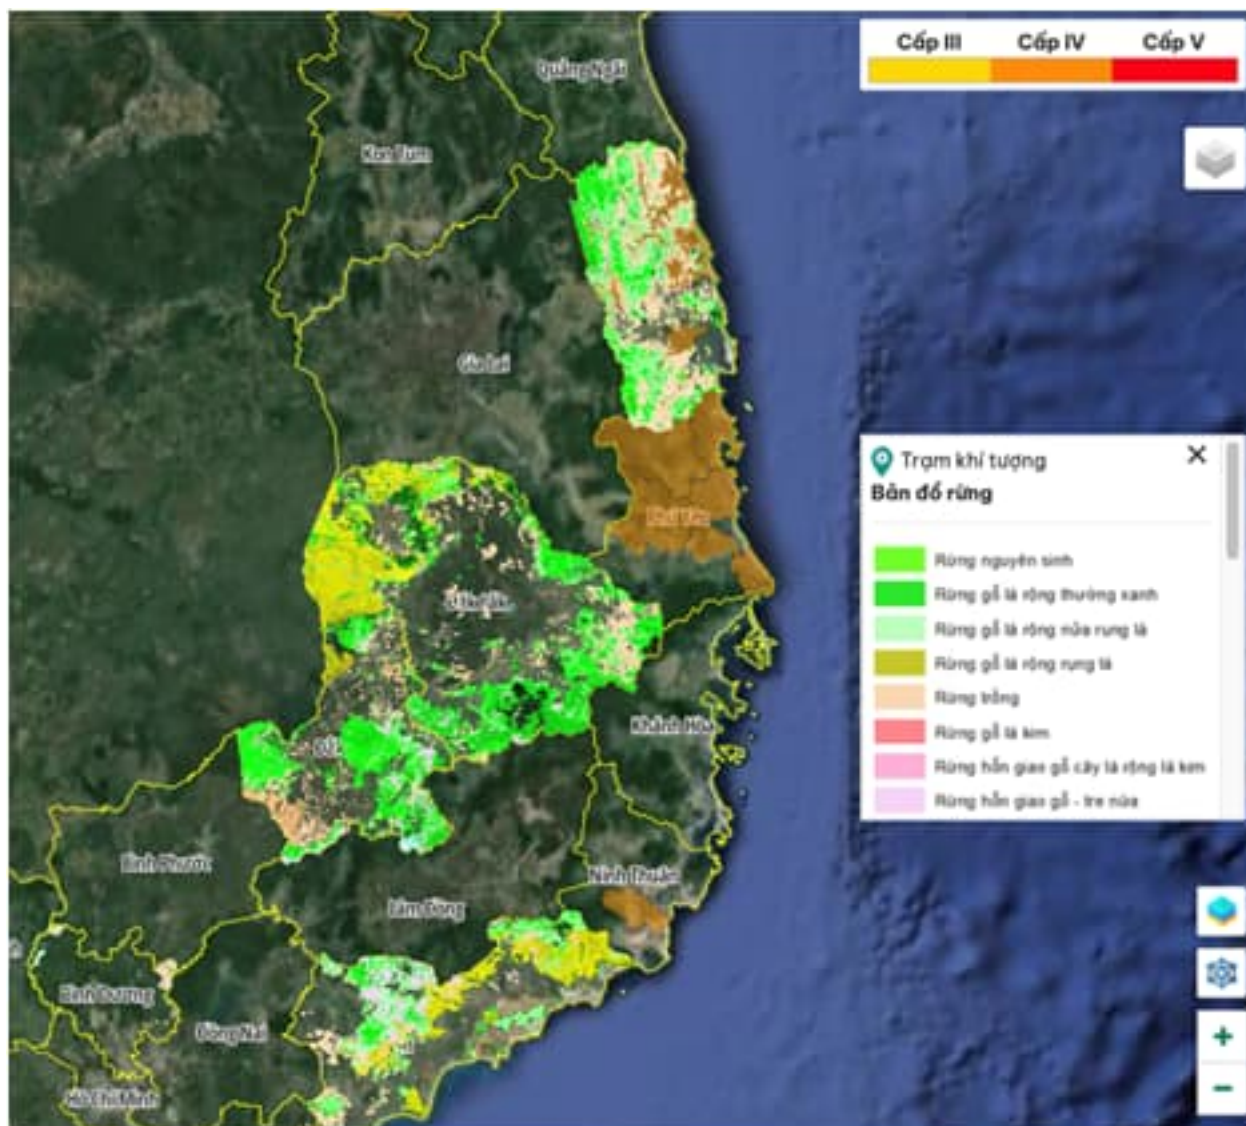 Cấp III Cấp IV Cấp V
Quảng Ngãi
Kon Tum
Gia Lai
Trạm khí tượng
Bản đồ rừng
Phú Yên
Rừng nguyên sinh
Rừng gỗ lá rộng thường xanh
Rừng gỗ lá rộng nửa rụng lá
Rừng gỗ lá rộng rụng lá
Rừng trồng
Rừng gỗ lá kim
Rừng hỗn giao gỗ cây lá rộng lá kim
Rừng hỗn giao gỗ - tre nứa
Đắk Lắk
Khánh Hòa
Bình Phước
Ninh Thuận
Lâm Đồng
Bình Dương
Đồng Nai
Hồ Chí Minh